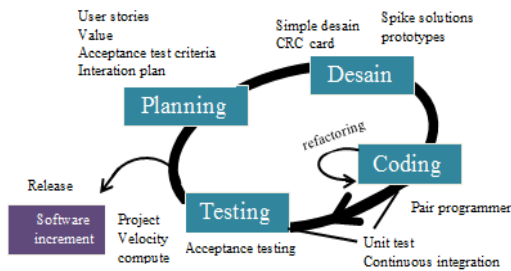 User stories
Value
Acceptance test criteria
Interation plan
Simple desain
CRC card
Spike solutions
prototypes
Desain
Planning
refactoring
Coding
Release
Software
increment
Project
Velocity
compute
Testing
Acceptance testing
Pair programmer
Unit test
Continuous integration